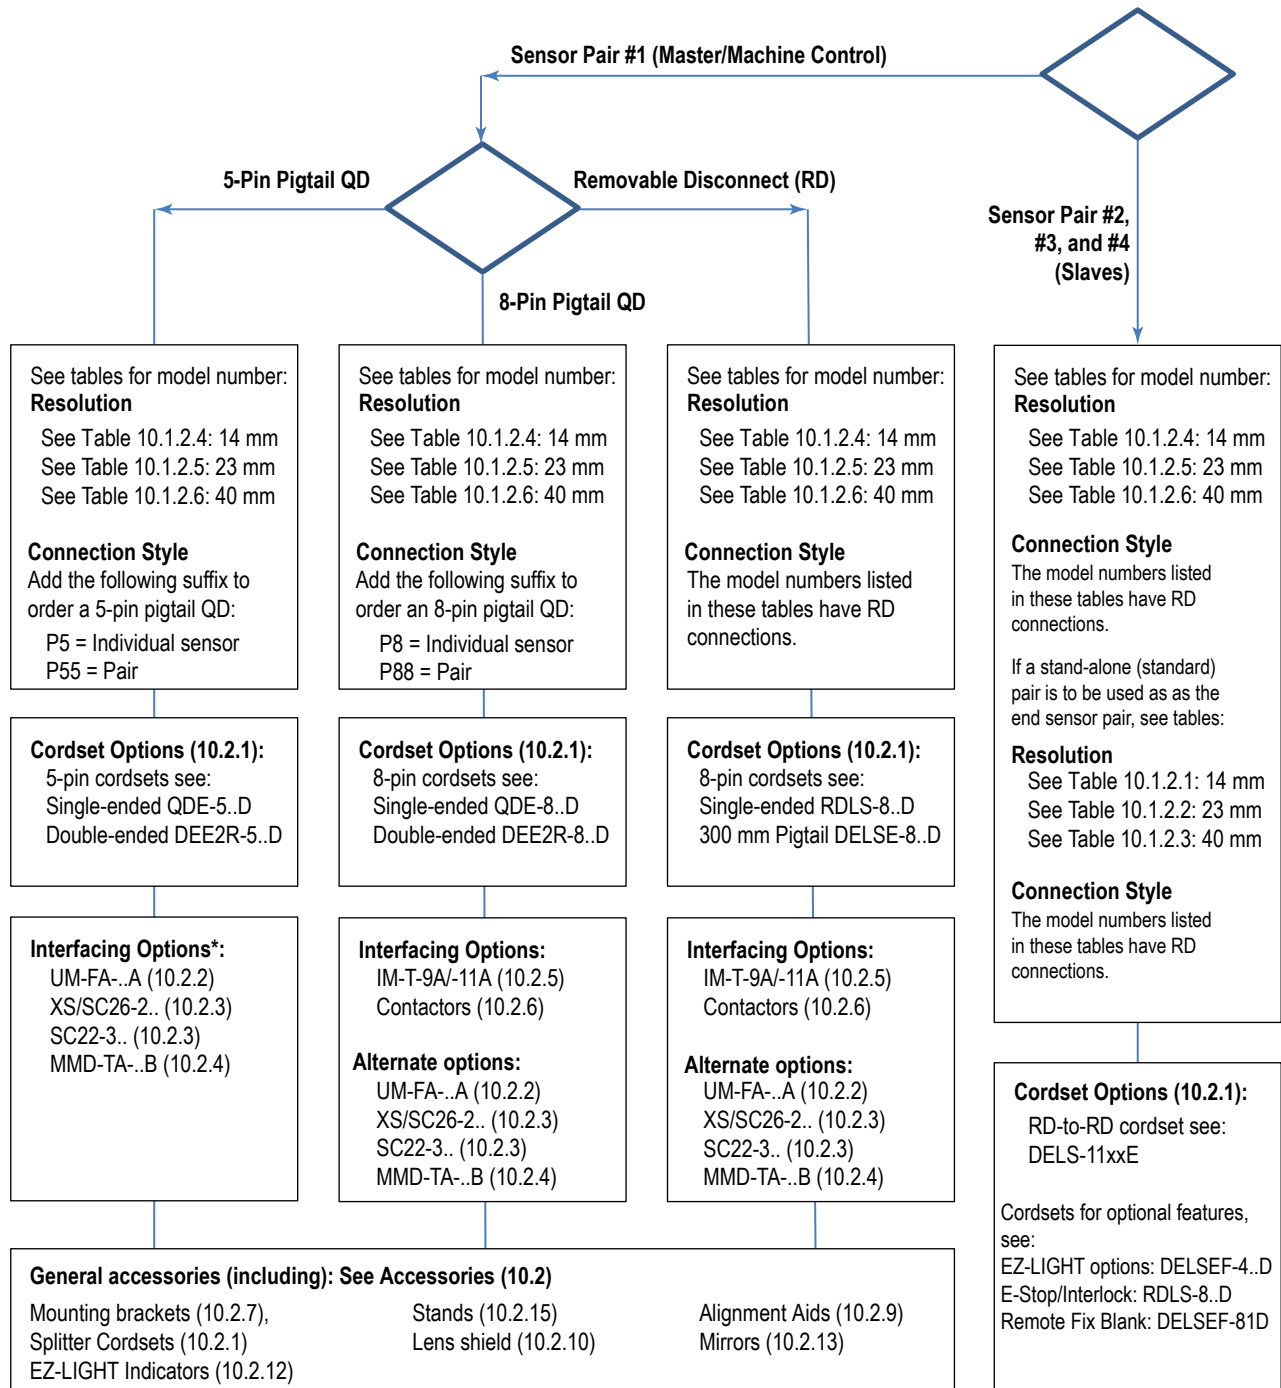 Sensor Pair #1 (Master/Machine Control)
5-Pin Pigtail QD
Removable Disconnect (RD)
8-Pin Pigtail QD
Sensor Pair #2,
#3, and #4
(Slaves)
See tables for model number:
Resolution
See Table 10.1.2.4: 14 mm
See Table 10.1.2.5: 23 mm
See Table 10.1.2.6: 40 mm
Connection Style
Add the following suffix to
order a 5-pin pigtail QD:
P5 = Individual sensor
P55 = Pair
Cordset Options (10.2.1):
5-pin cordsets see:
Single-ended QDE-5..D
Double-ended DEE2R-5..D
Interfacing Options*:
UM-FA-..A (10.2.2)
XS/SC26-2.. (10.2.3)
SC22-3.. (10.2.3)
MMD-TA-..B (10.2.4)
See tables for model number:
Resolution
See Table 10.1.2.4: 14 mm
See Table 10.1.2.5: 23 mm
See Table 10.1.2.6: 40 mm
Connection Style
Add the following suffix to
order an 8-pin pigtail QD:
P8 = Individual sensor
P88 = Pair
Cordset Options (10.2.1):
8-pin cordsets see:
Single-ended QDE-8..D
Double-ended DEE2R-8..D
Interfacing Options:
IM-T-9A/-11A (10.2.5)
Contactors (10.2.6)
Alternate options:
UM-FA-..A (10.2.2)
XS/SC26-2.. (10.2.3)
SC22-3.. (10.2.3)
MMD-TA-..B (10.2.4)
See tables for model number:
Resolution
See Table 10.1.2.4: 14 mm
See Table 10.1.2.5: 23 mm
See Table 10.1.2.6: 40 mm
Connection Style
The model numbers listed
in these tables have RD
connections.
Cordset Options (10.2.1):
8-pin cordsets see:
Single-ended RDLS-8..D
300 mm Pigtail DELSE-8..D
Interfacing Options:
IM-T-9A/-11A (10.2.5)
Contactors (10.2.6)
Alternate options:
UM-FA-..A (10.2.2)
XS/SC26-2.. (10.2.3)
SC22-3.. (10.2.3)
MMD-TA-..B (10.2.4)
See tables for model number:
Resolution
See Table 10.1.2.4: 14 mm
See Table 10.1.2.5: 23 mm
See Table 10.1.2.6: 40 mm
Connection Style
The model numbers listed
in these tables have RD
connections.
If a stand-alone (standard)
pair is to be used as as the
end sensor pair, see tables:
Resolution
See Table 10.1.2.1: 14 mm
See Table 10.1.2.2: 23 mm
See Table 10.1.2.3: 40 mm
Connection Style
The model numbers listed
in these tables have RD
connections.
Cordset Options (10.2.1):
RD-to-RD cordset see:
DELS-11xxE
Cordsets for optional features,
see:
EZ-LIGHT options: DELSEF-4..D
E-Stop/Interlock: RDLS-8..D
Remote Fix Blank: DELSEF-81D
General accessories (including): See Accessories (10.2)
Mounting brackets (10.2.7),
Splitter Cordsets (10.2.1)
EZ-LIGHT Indicators (10.2.12)
Stands (10.2.15)
Lens shield (10.2.10)
Alignment Aids (10.2.9)
Mirrors (10.2.13)